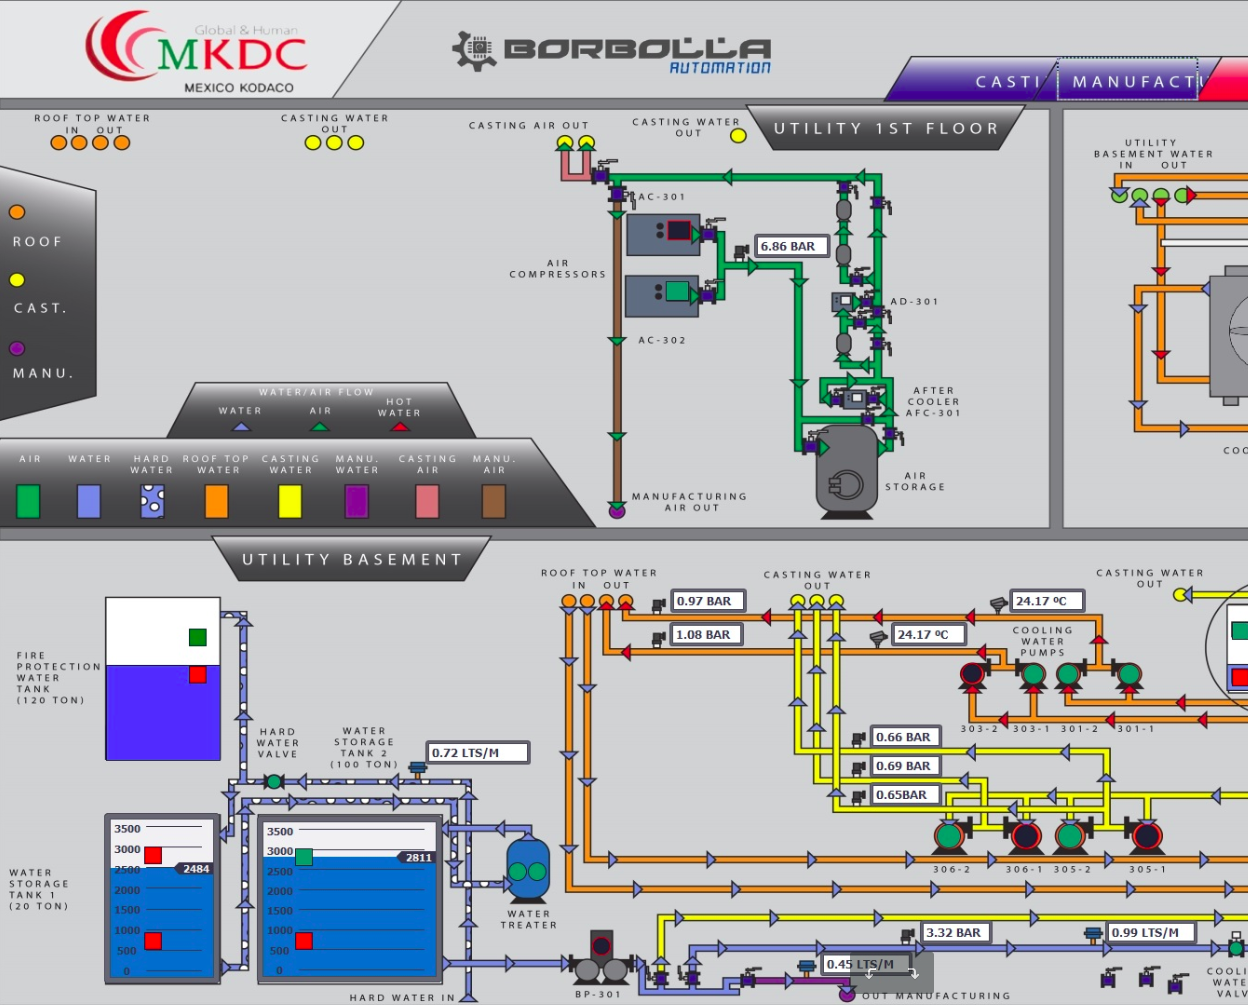 Global & Human
MKDC
MEXICO KODACO
BORBOLLA
AUTOMATION
CASTI
MANUFACTU
UTILITY 1ST FLOOR
ROOF TOP WATER
IN OUT
CASTING WATER
OUT
CASTING AIR OUT
CASTING WATER
OUT
UTILITY
BASEMENT WATER
IN OUT
ROOF
CAST.
MANU.
AC-301
6.86 BAR
AIR
COMPRESSORS
AC-302
AD-301
AFTER
COOLER
AFC-301
AIR
STORAGE
MANUFACTURING
AIR OUT
COO
WATER/AIR FLOW
WATER
AIR
HOT
WATER
AIR
WATER
HARD
WATER
ROOF TOP
WATER
CASTING
WATER
MANU.
WATER
CASTING
AIR
MANU.
AIR
UTILITY BASEMENT
FIRE
PROTECTION
WATER
TANK
(120 TON)
HARD
WATER
VALVE
WATER
STORAGE
TANK 2
(100 TON)
0.72 LTS/M
WATER
STORAGE
TANK 1
(20 TON)
3500
3000
2500
2000
1500
1000
500
0
2484
3500
3000
2500
2000
1500
1000
500
0
2811
WATER
TREATER
HARD WATER IN
BP-301
ROOF TOP WATER
IN OUT
0.97 BAR
1.08 BAR
CASTING WATER
OUT
24.17 ºC
24.17 ºC
COOLING
WATER
PUMPS
CASTING WATER
OUT
303-2
303-1
301-2
301-1
0.66 BAR
0.69 BAR
0.65BAR
306-2
306-1
305-2
305-1
3.32 BAR
0.99 LTS/M
0.45 LTS/M
OUT MANUFACTURING
COOLI
WATE
VALV